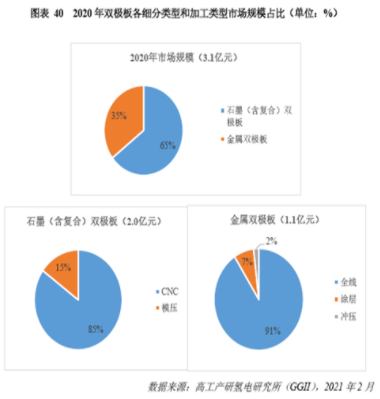 图表 40 2020 年双极板各细分类型和加工类型市场规模占比（单位：%）
2020年市场规模（3.1亿元）
35%
65%
石墨（含复合）双
极板
金属双极板
石墨（含复合）双极板（2.0亿元）
15%
85%
CNC
模压
金属双极板（1.1亿元）
2%
7%
91%
全线
涂层
冲压
数据来源：高工产研氢电研究所（GGII），2021 年 2 月